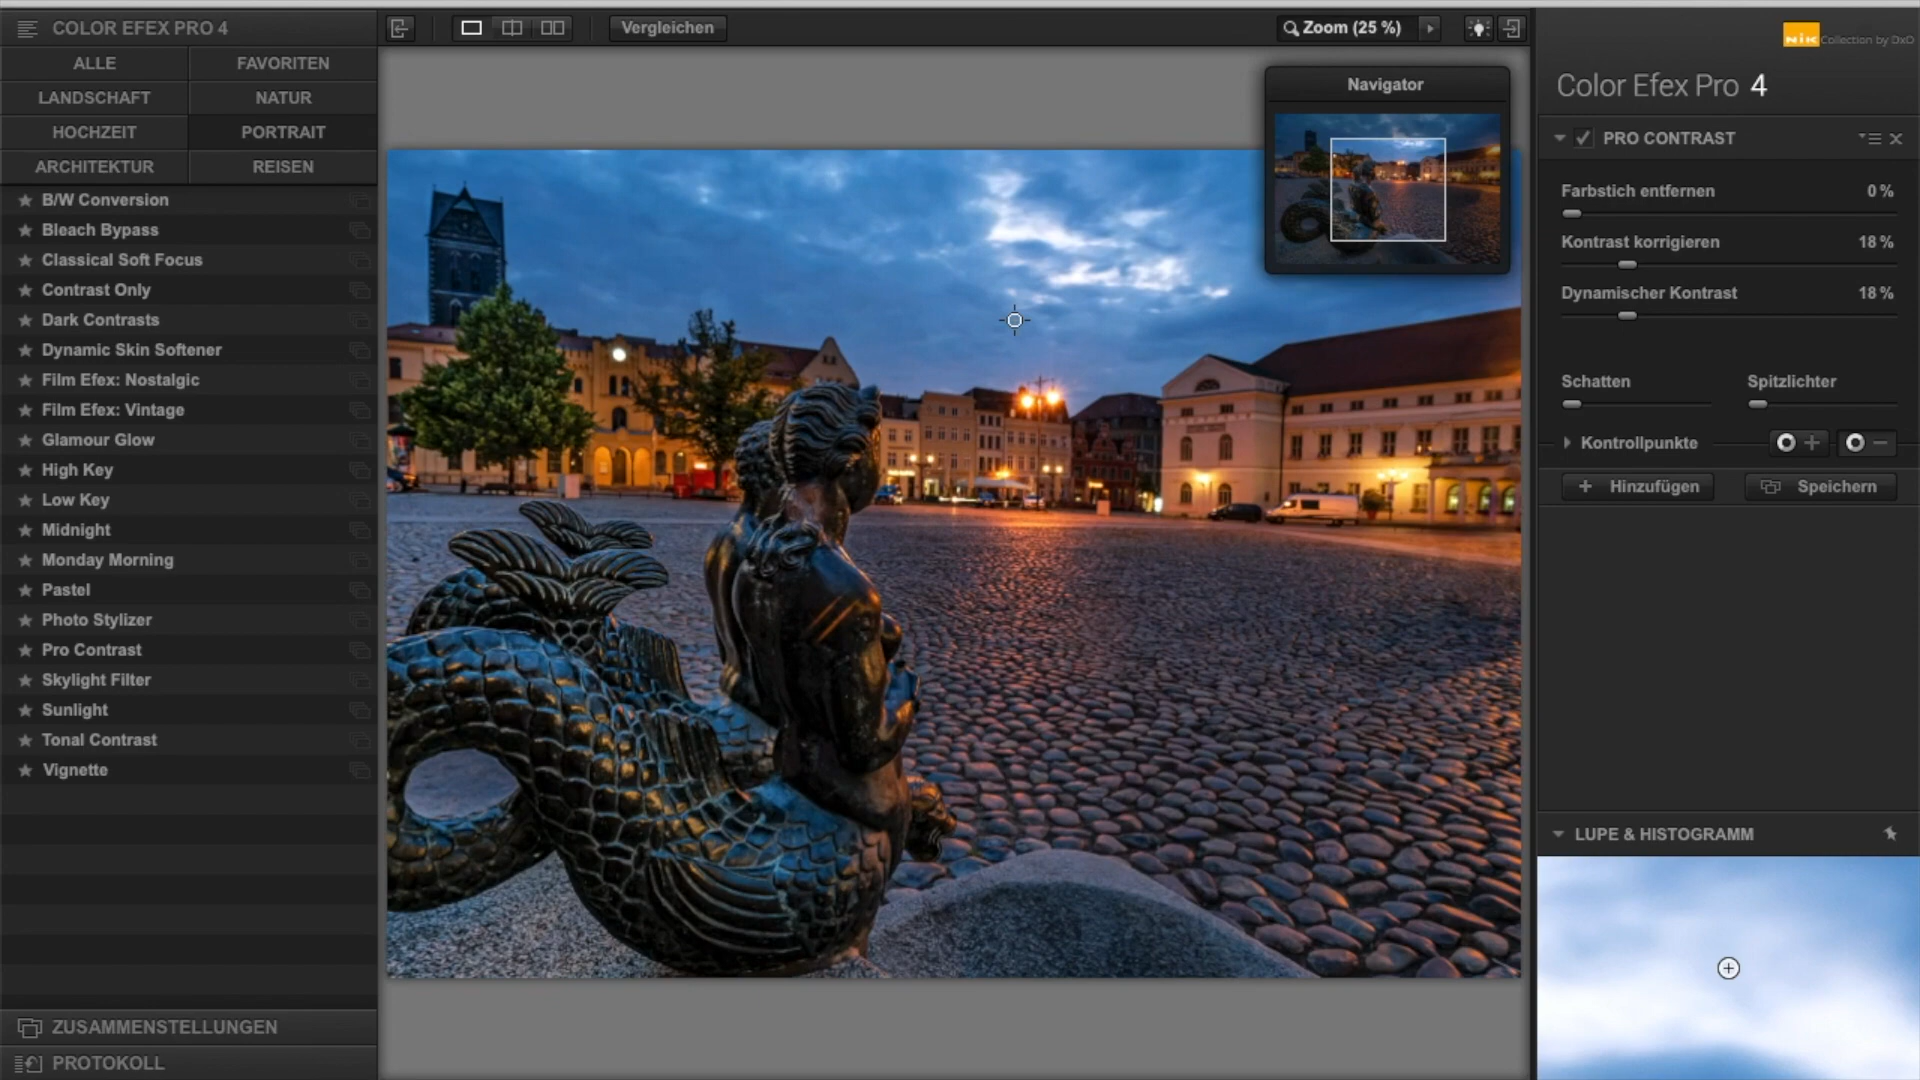 COLOR EFEX PRO 4
Vergleichen
Zoom (25 %)
Nik Collection by DxO
ALLE
FAVORITEN
LANDSCHAFT
NATUR
HOCHZEIT
PORTRAIT
ARCHITEKTUR
REISEN
B/W Conversion
Bleach Bypass
Classical Soft Focus
Contrast Only
Dark Contrasts
Dynamic Skin Softener
Film Efex: Nostalgic
Film Efex: Vintage
Glamour Glow
High Key
Low Key
Midnight
Monday Morning
Pastel
Photo Stylizer
Pro Contrast
Skylight Filter
Sunlight
Tonal Contrast
Vignette
ZUSAMMENSTELLUNGEN
PROTOKOLL
Navigator
Color Efex Pro 4
PRO CONTRAST
Farbstich entfernen 0 %
Kontrast korrigieren 18 %
Dynamischer Kontrast 18 %
Schatten Spitzlichter
Kontrollpunkte
Hinzufügen Speichern
LUPE & HISTOGRAMM